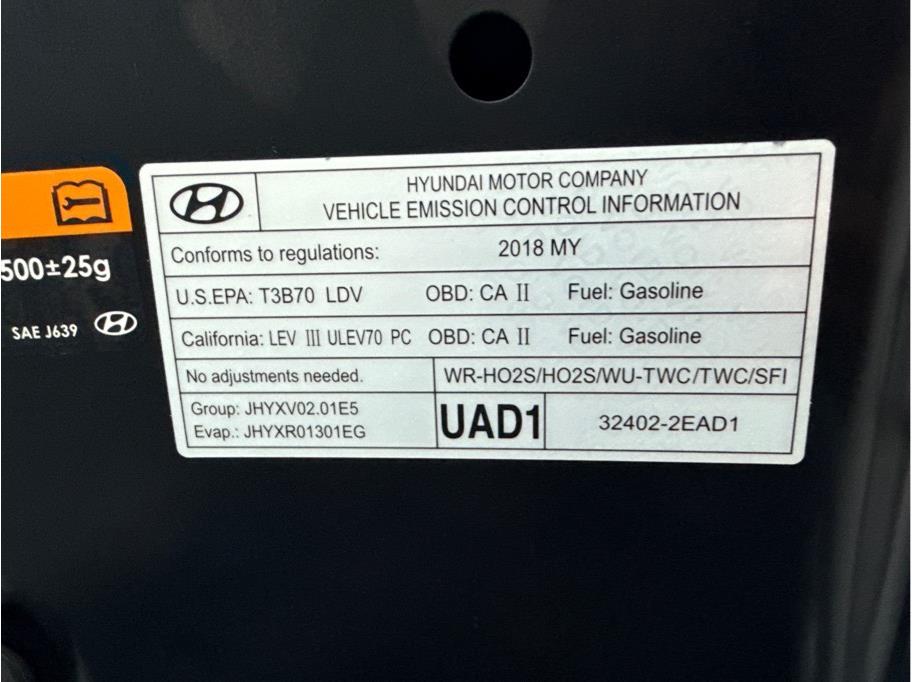 HYUNDAI MOTOR COMPANY
VEHICLE EMISSION CONTROL INFORMATION
Conforms to regulations: 2018 MY
U.S.EPA: T3B70 LDV OBD: CA II Fuel: Gasoline
California: LEV III ULEV70 PC OBD: CA II Fuel: Gasoline
No adjustments needed. WR-HO2S/HO2S/WU-TWC/TWC/SFI
Group: JHYXV02.01E5
Evap.: JHYXR01301EG
UAD1
32402-2EAD1
500±25g
SAE J639